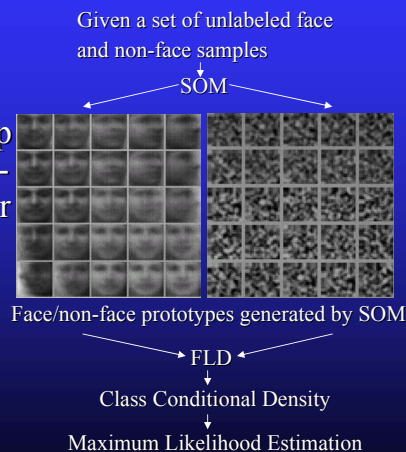 Given a set of unlabeled face
and non-face samples
SOM
p
-
r
Face/non-face prototypes generated by SOM
FLD
Class Conditional Density
Maximum Likelihood Estimation